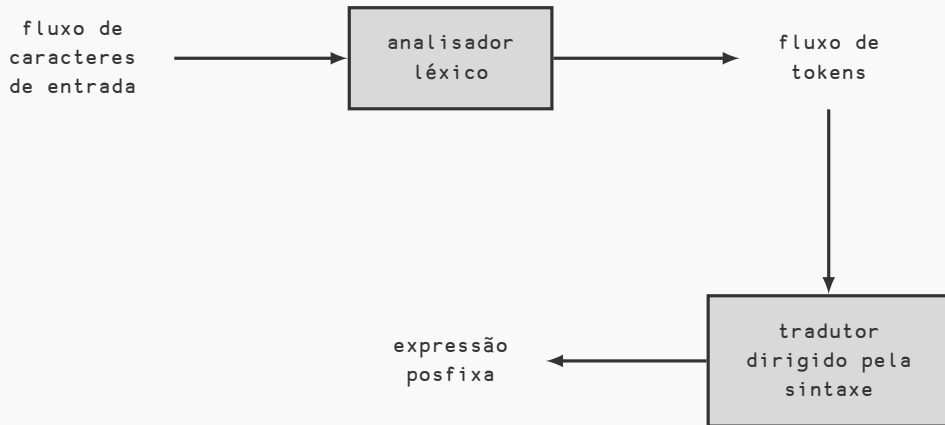 fluxo de
caracteres
de entrada
analisador
léxico
fluxo de
tokens
tradutor
dirigido pela
sintaxe
expressão
posfixa